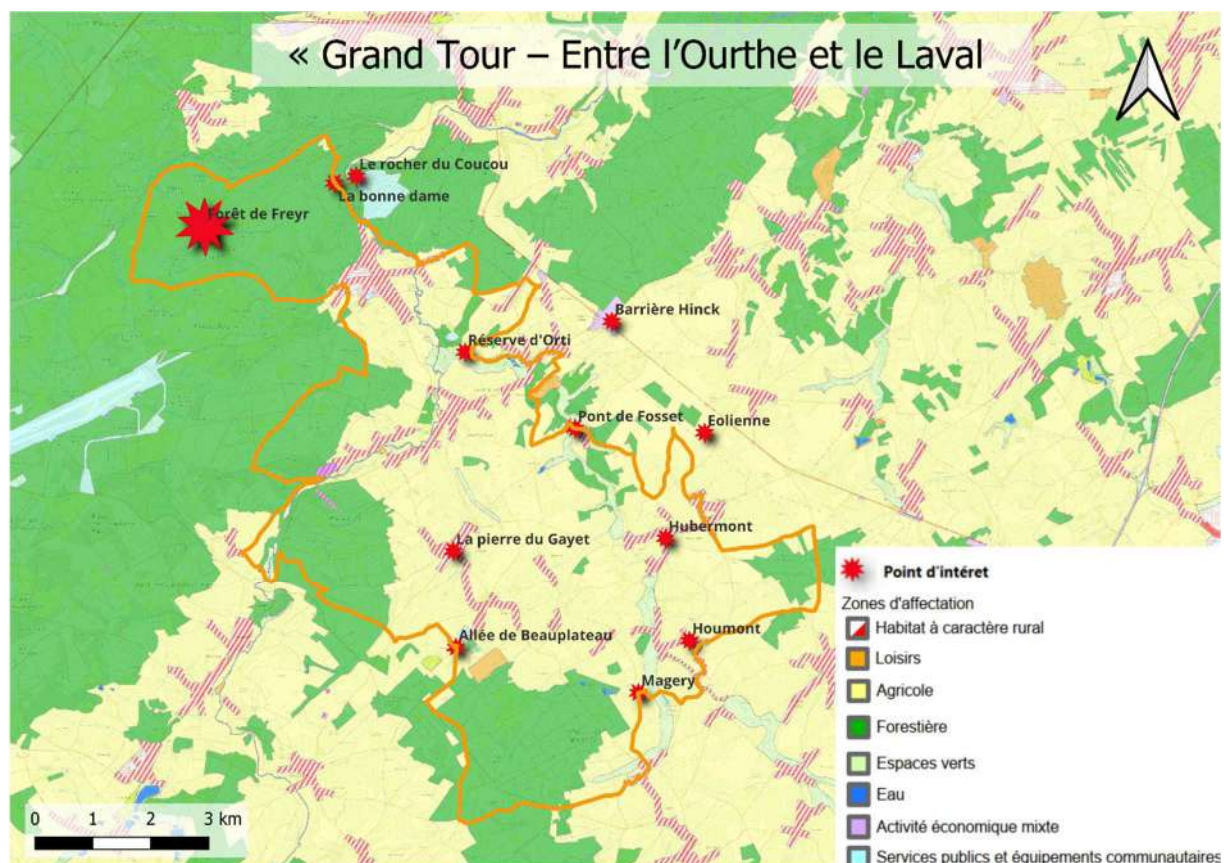 « Grand Tour – Entre l'Ourthe et le Laval
Le rocher du Coucou
La bonne dame
Forêt de Freyr
Barrière Hinck
Réserve d'Orti
Pont de Fosset
Eolienne
Hubermont
La pierre du Gayet
Houmont
Allée de Beauplateau
Magery
Point d'intéret
Zones d'affectation
Habitat à caractère rural
Loisirs
Agricole
Forestière
Espaces verts
Eau
Activité économique mixte
Services publics et équipements communautaires
0 1 2 3 km